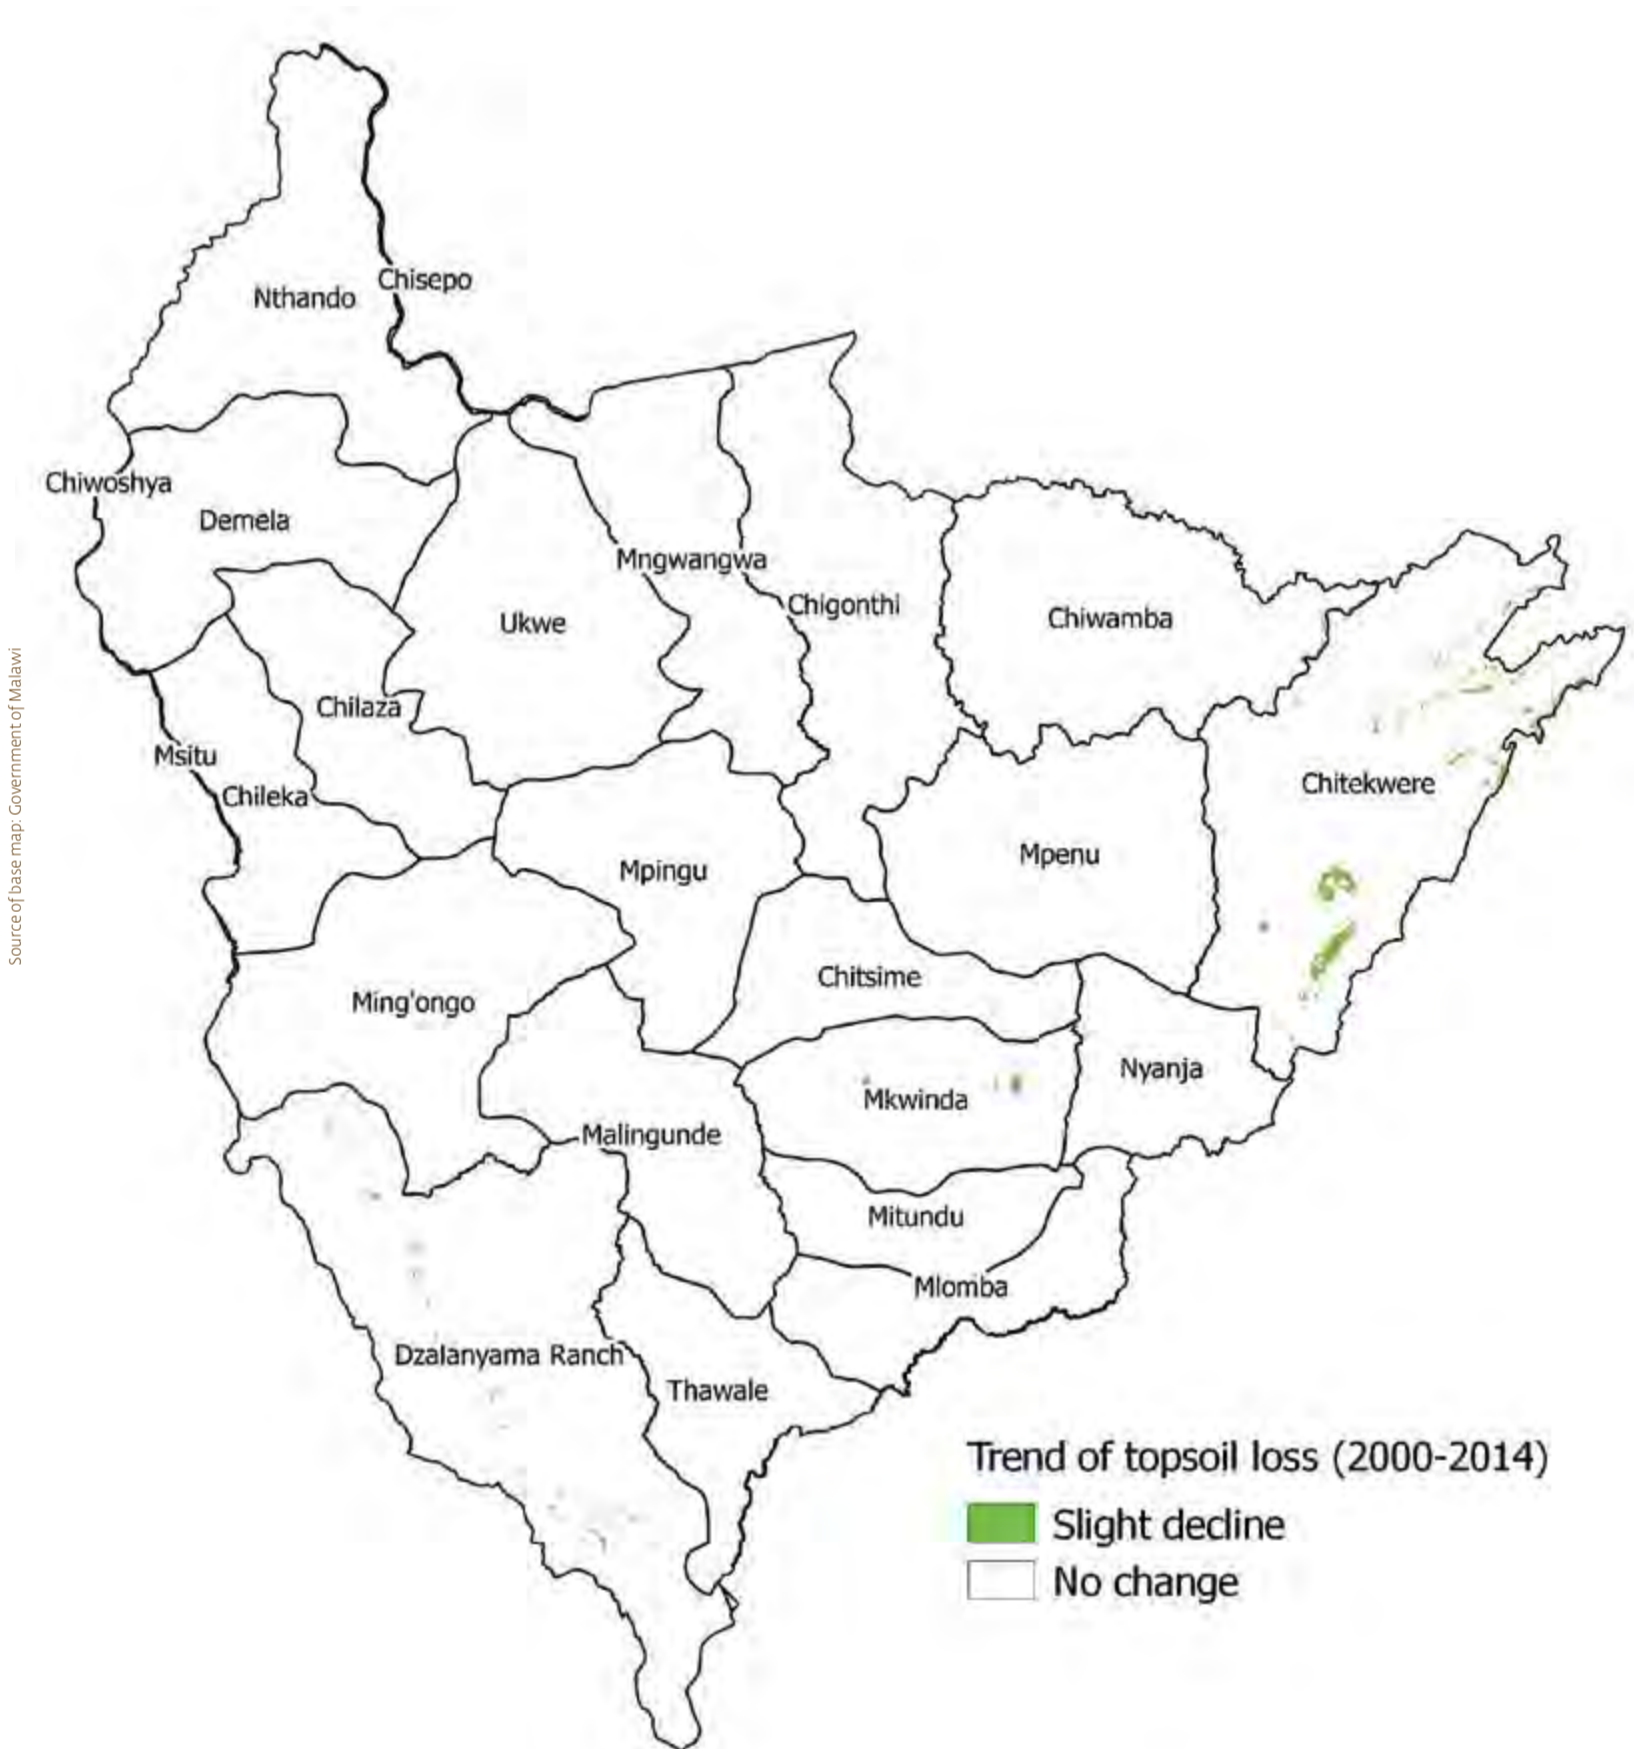 Chisepo
Nthando
Chiwoshya
Demela
Mngwangwa
Chigonthi
Chiwamba
Ukwe
Chilaza
Msitu
Chileka
Chitekwere
Mpenu
Mpingu
Chitsime
Ming'ongo
Nyanja
Mkwinda
Malingunde
Mitundu
Mlomba
Dzalanyama Ranch
Thawale
Trend of topsoil loss (2000-2014)
Slight decline
No change
Source of base map: Government of Malawi